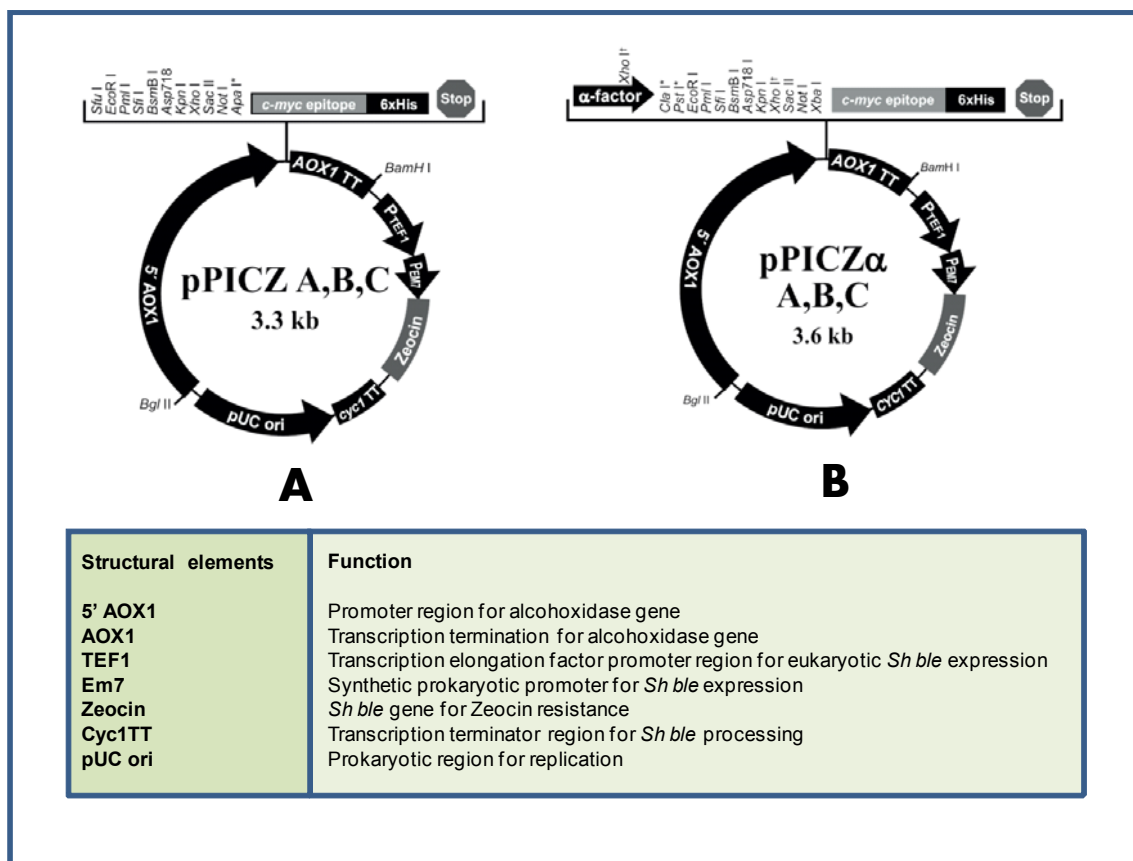 Sfu I
EcoR I
Pml I
Sfi I
BsmB I
Asp718
Kpn I
Xho I
Sac II
Not I
Apa I*
c-myc epitope
6xHis
Stop
AOX1 TT
BamH I
PTEF1
PEM7
Zeocin
cyc1 TT
pUC ori
Bgl II
5' AOX1
pPICZ A,B,C
3.3 kb
A
α-factor
Xho I†
Cla I*
Pst I*
EcoR I
Pml I
Sfi I
BsmB I
Asp718 I
Kpn I
Xho I†
Sac II
Not I
Xba I
c-myc epitope
6xHis
Stop
AOX1 TT
BamH I
PTEF1
PEM7
Zeocin
CYC1 TT
pUC ori
Bgl II
5' AOX1
pPICZα
A,B,C
3.6 kb
B
Structural elements Function
5' AOX1 Promoter region for alcohoxidase gene
AOX1 Transcription termination for alcohoxidase gene
TEF1 Transcription elongation factor promoter region for eukaryotic Sh ble expression
Em7 Synthetic prokaryotic promoter for Sh ble expression
Zeocin Sh ble gene for Zeocin resistance
Cyc1TT Transcription terminator region for Sh ble processing
pUC ori Prokaryotic region for replication